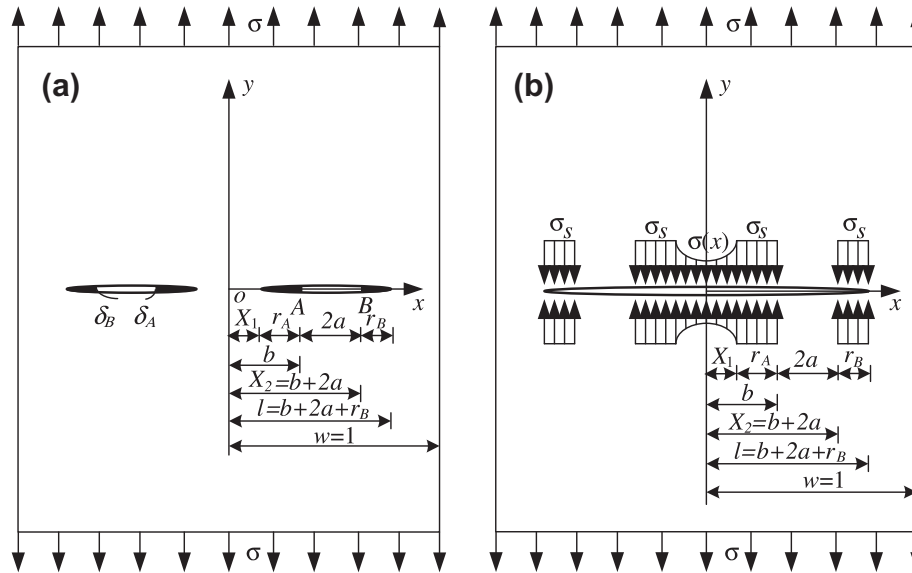 σ σ
(a) (b)
y y
σ_s σ_s σ(x) σ_s
o A B x x
δ_B δ_A
X_1 r_A 2a r_B
b
X_2=b+2a
l=b+2a+r_B
w=1
X_1 r_A 2a r_B
b
X_2=b+2a
l=b+2a+r_B
w=1
σ σ